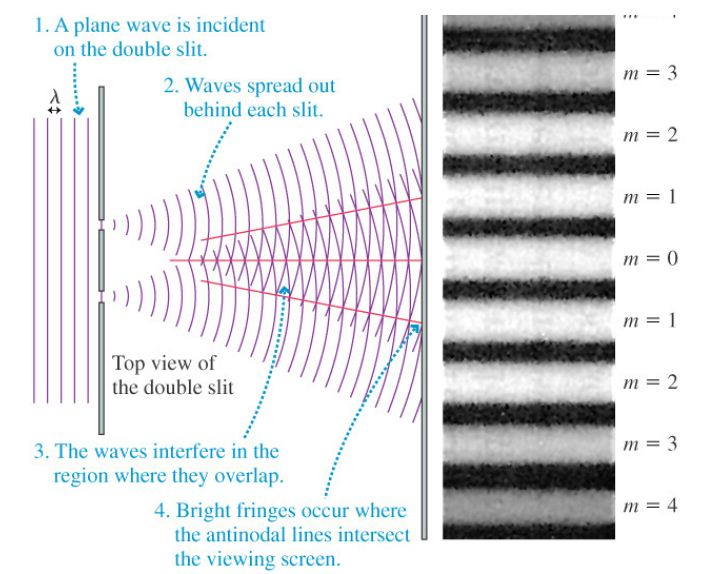 1. A plane wave is incident
on the double slit.
λ
2. Waves spread out
behind each slit.
Top view of
the double slit
3. The waves interfere in the
region where they overlap.
4. Bright fringes occur where
the antinodal lines intersect
the viewing screen.
m = 3
m = 2
m = 1
m = 0
m = 1
m = 2
m = 3
m = 4